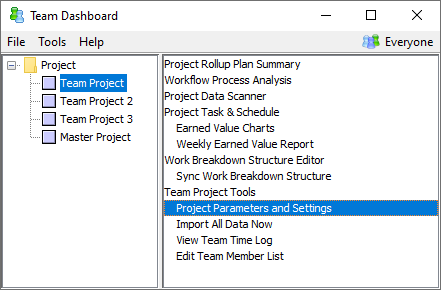 Team Dashboard
File Tools Help Everyone
Project
Team Project
Team Project 2
Team Project 3
Master Project
Project Rollup Plan Summary
Workflow Process Analysis
Project Data Scanner
Project Task & Schedule
Earned Value Charts
Weekly Earned Value Report
Work Breakdown Structure Editor
Sync Work Breakdown Structure
Team Project Tools
Project Parameters and Settings
Import All Data Now
View Team Time Log
Edit Team Member List